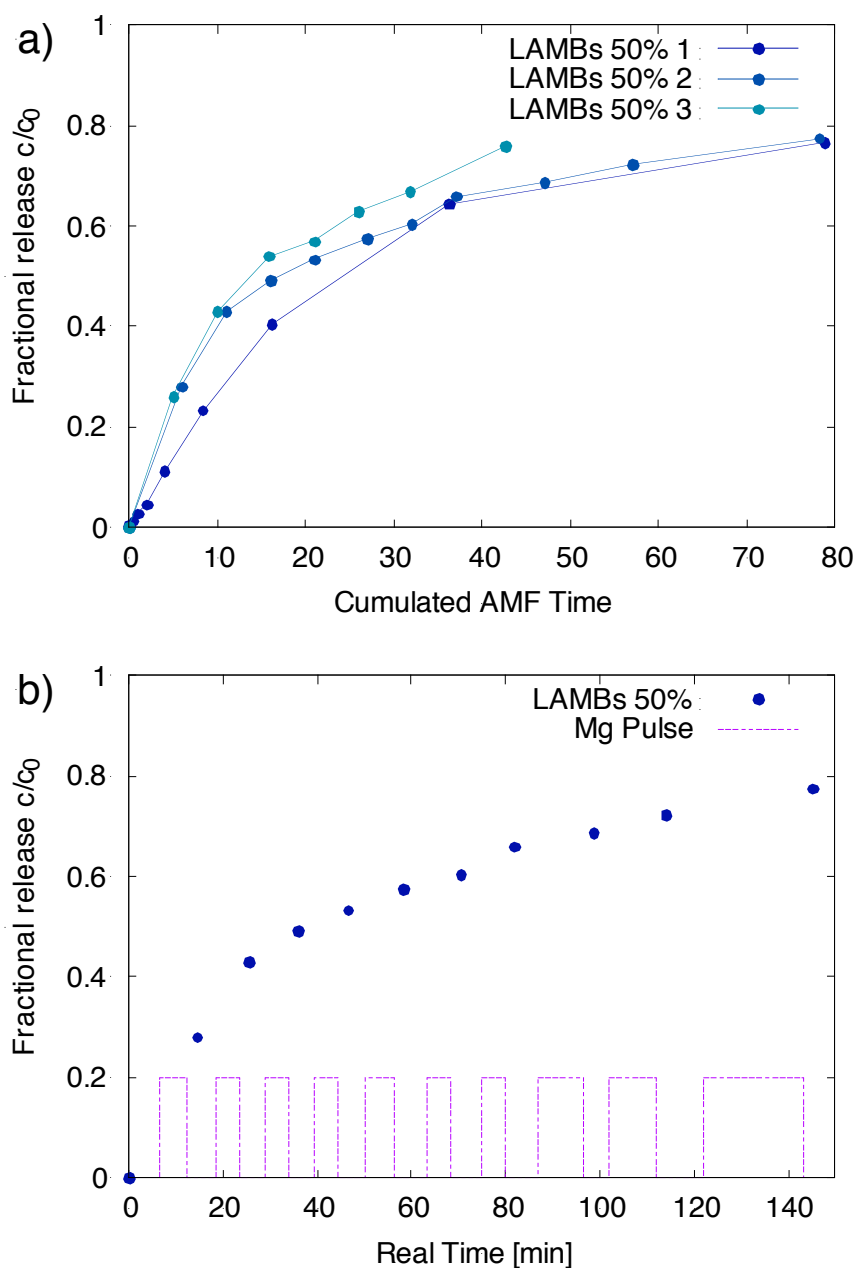 a)
1
0.8
0.6
0.4
0.2
0
Fractional release c/c0
LAMBs 50% 1
LAMBs 50% 2
LAMBs 50% 3
0 10 20 30 40 50 60 70 80
Cumulated AMF Time
b)
1
0.8
0.6
0.4
0.2
0
Fractional release c/c0
LAMBs 50%
Mg Pulse
0 20 40 60 80 100 120 140
Real Time [min]